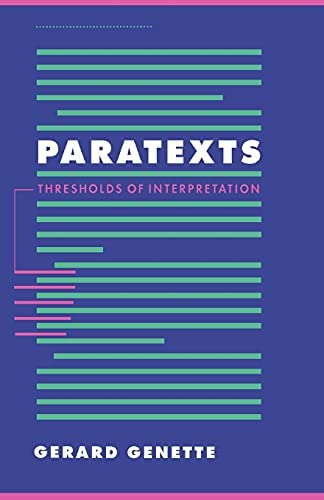 PARATEXTS
THRESHOLDS OF INTERPRETATION
GERARD GENETTE